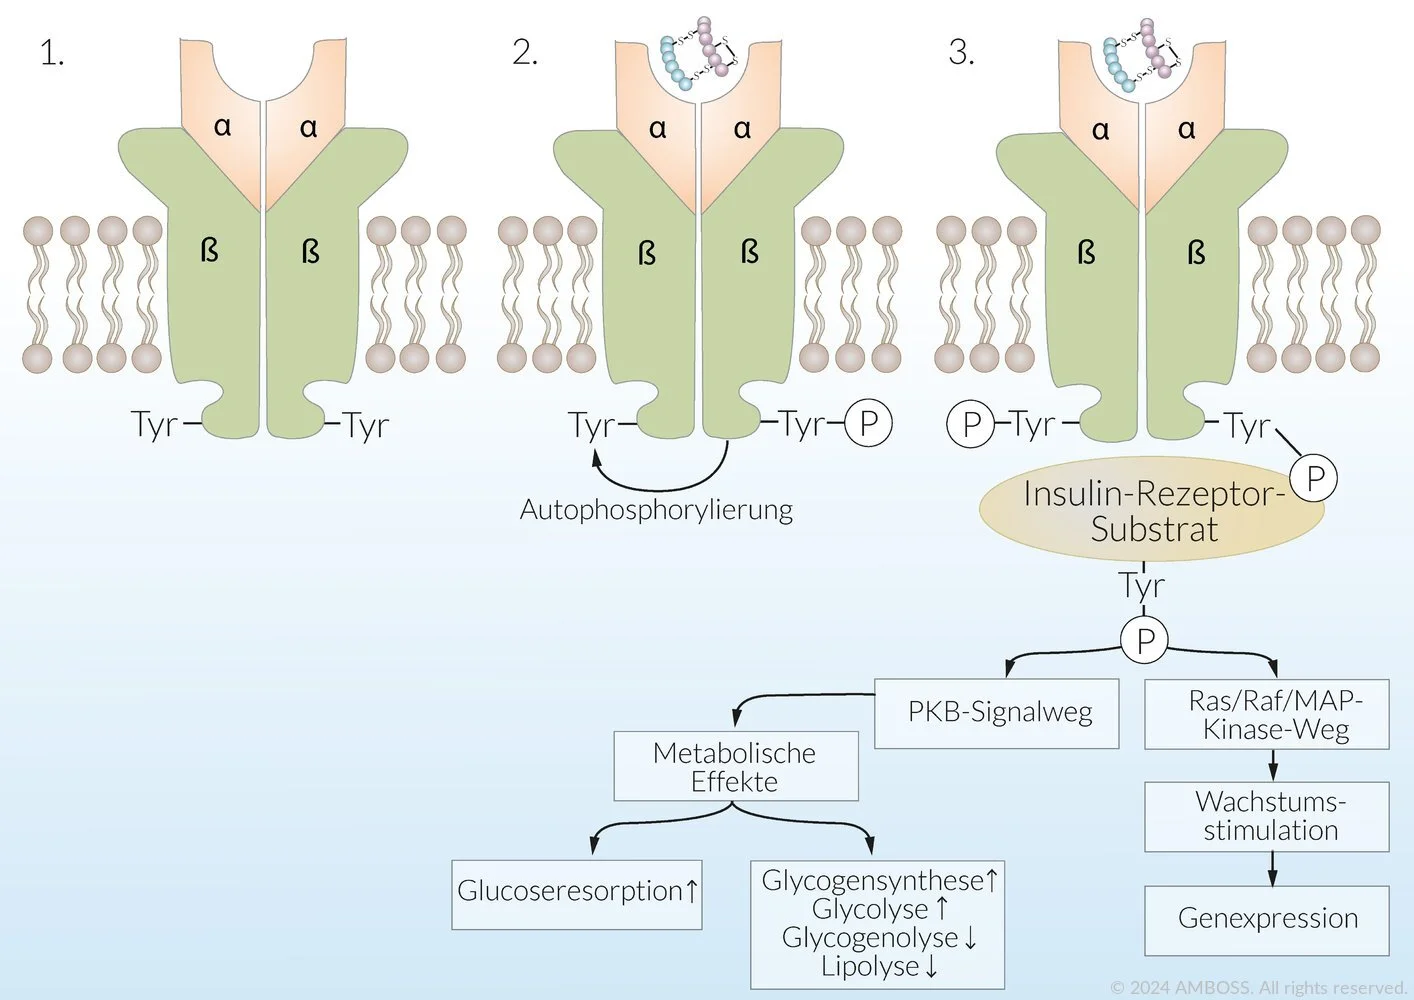 1.
α
α
ß
ß
Tyr
Tyr
2.
S-S
S-S
S
S
α
α
ß
ß
Tyr
Tyr
P
Autophosphorylierung
3.
S-S
S-S
S
S
α
α
ß
ß
P
Tyr
Tyr
P
Insulin-Rezeptor-
Substrat
Tyr
P
PKB-Signalweg
Ras/Raf/MAP-
Kinase-Weg
Metabolische
Effekte
Wachstums-
stimulation
Glucoseresorption↑
Glycogensynthese↑
Glycolyse ↑
Glycogenolyse ↓
Lipolyse ↓
Genexpression
© 2024 AMBOSS. All rights reserved.